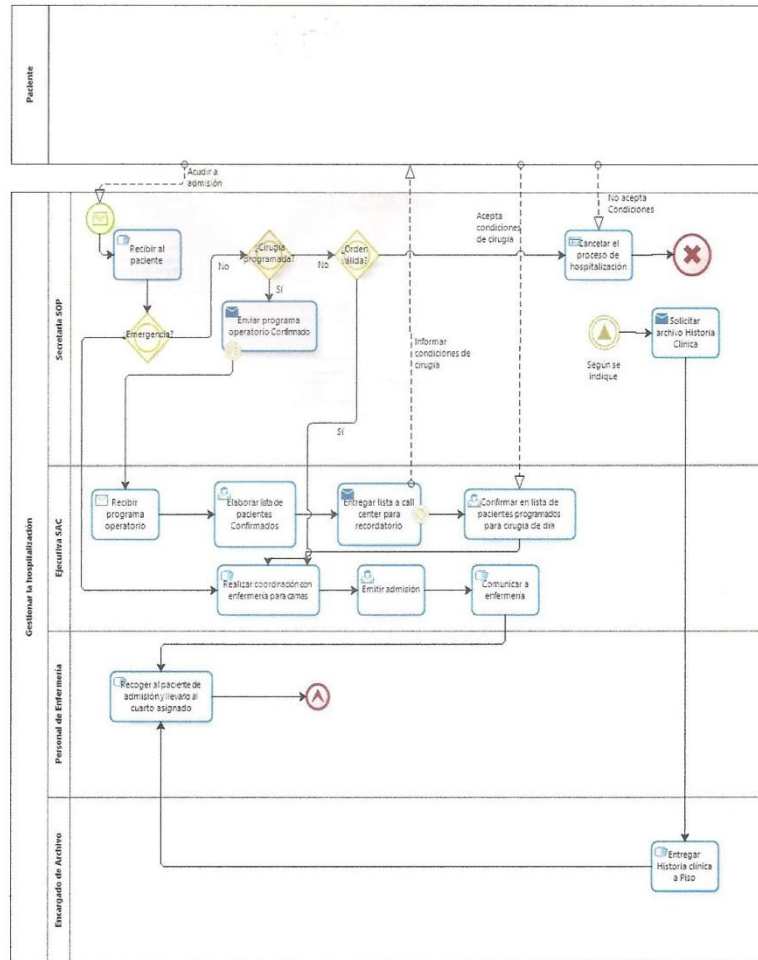 Paciente
Acudir a
admisión
Gestionar la hospitalización
Secretaria SOP
Recibir al
paciente
¿Emergencia?
No
¿Cirugía
programada?
No
Sí
Enviar programa
operatorio Confirmado
¿Orden
válida?
Sí
Informar
condiciones de
cirugía
Acepta
condiciones
de cirugía
No acepta
Condiciones
Cancelar el
proceso de
hospitalización
Según se
indique
Solicitar
archivo Historia
Clínica
Ejecutiva SAC
Recibir
programa
operatorio
Elaborar lista de
pacientes
Confirmados
Entregar lista a call
center para
recordatorio
Confirmar en lista de
pacientes programados
para cirugía de día
Realizar coordinación con
enfermería para camas
Emitir admisión
Comunicar a
enfermería
Personal de Enfermería
Recoger al paciente de
admisión y llevarlo al
cuarto asignado
Encargado de Archivo
Entregar
Historia clínica
a Piso